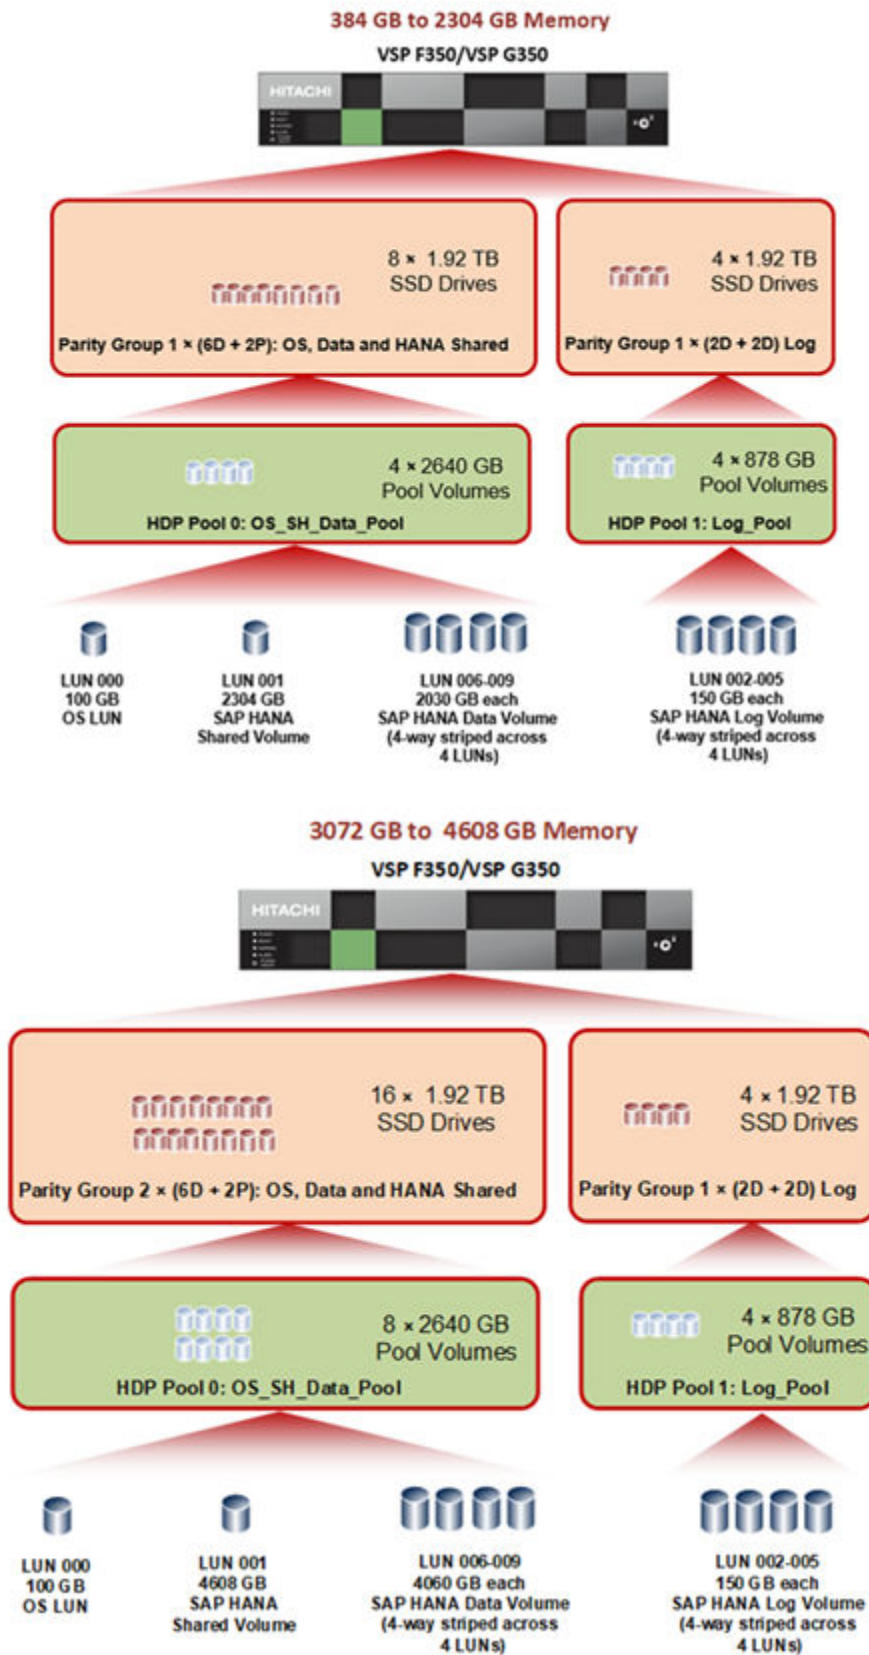 384 GB to 2304 GB Memory
VSP F350/VSP G350
HITACHI
8 × 1.92 TB
SSD Drives
Parity Group 1 × (6D + 2P): OS, Data and HANA Shared
4 × 1.92 TB
SSD Drives
Parity Group 1 × (2D + 2D) Log
4 × 2640 GB
Pool Volumes
HDP Pool 0: OS_SH_Data_Pool
4 × 878 GB
Pool Volumes
HDP Pool 1: Log_Pool
LUN 000
100 GB
OS LUN
LUN 001
2304 GB
SAP HANA
Shared Volume
LUN 006-009
2030 GB each
SAP HANA Data Volume
(4-way striped across
4 LUNs)
LUN 002-005
150 GB each
SAP HANA Log Volume
(4-way striped across
4 LUNs)
3072 GB to 4608 GB Memory
VSP F350/VSP G350
HITACHI
16 × 1.92 TB
SSD Drives
Parity Group 2 × (6D + 2P): OS, Data and HANA Shared
4 × 1.92 TB
SSD Drives
Parity Group 1 × (2D + 2D) Log
8 × 2640 GB
Pool Volumes
HDP Pool 0: OS_SH_Data_Pool
4 × 878 GB
Pool Volumes
HDP Pool 1: Log_Pool
LUN 000
100 GB
OS LUN
LUN 001
4608 GB
SAP HANA
Shared Volume
LUN 006-009
4060 GB each
SAP HANA Data Volume
(4-way striped across
4 LUNs)
LUN 002-005
150 GB each
SAP HANA Log Volume
(4-way striped across
4 LUNs)